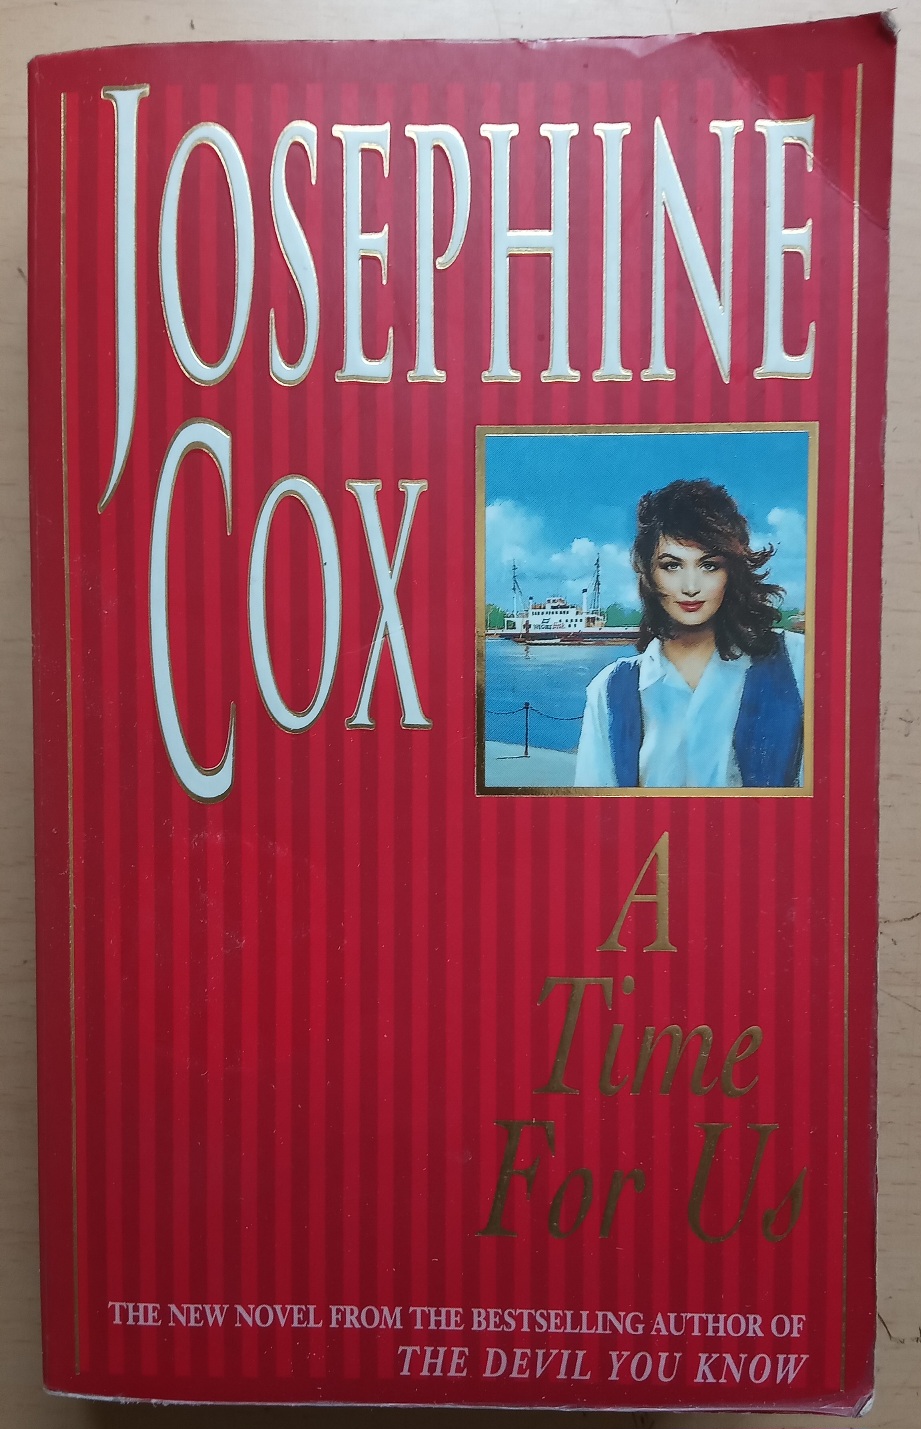 JOSEPHINE
COX
A
Time
For Us
THE NEW NOVEL FROM THE BESTSELLING AUTHOR OF
THE DEVIL YOU KNOW